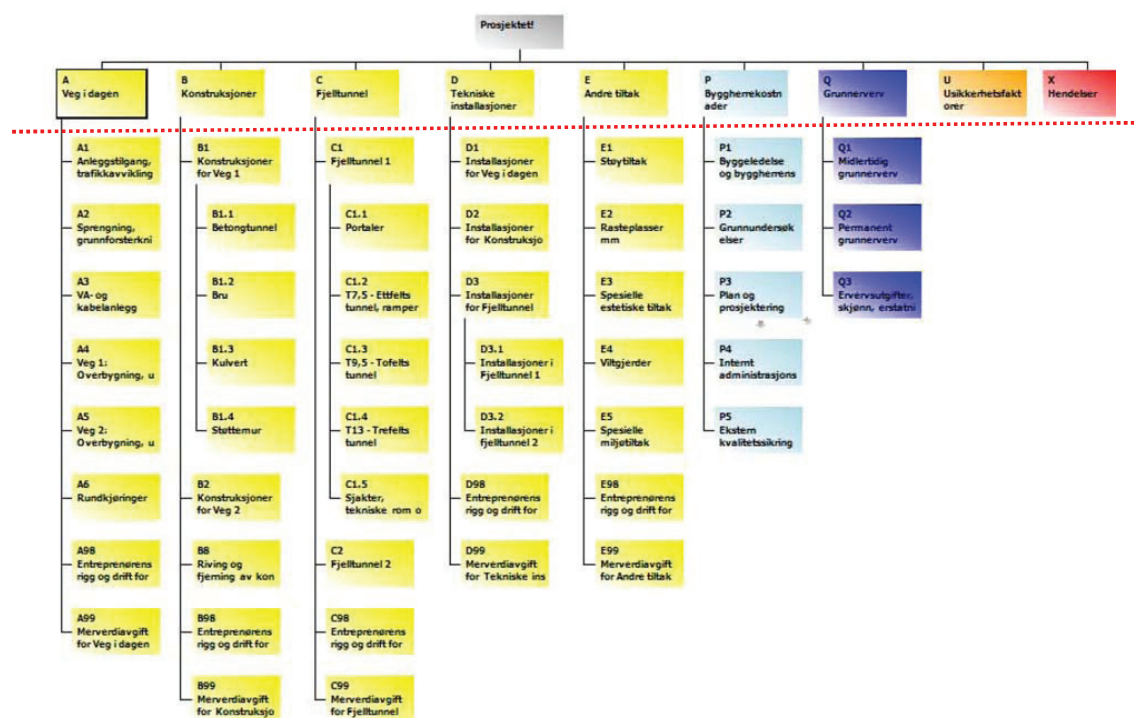 Prosjektet!
A
Veg i dagen
B
Konstruksjoner
C
Fjelltunnel
D
Tekniske
installasjoner
E
Andre tiltak
P
Byggherrekostn
ader
Q
Grunnerverv
U
Usikkerhetsfakt
orer
X
Hendelser
A1
Anleggstilgang,
trafikkavvikling
A2
Sprengning,
grunnforsterkni
A3
VA- og
kabelanlegg
A4
Veg 1:
Overbygning, u
A5
Veg 2:
Overbygning, u
A6
Rundkjøringer
A98
Entreprenørens
rigg og drift for
A99
Merverdiavgift
for Veg i dagen
B1
Konstruksjoner
for Veg 1
B1.1
Betongtunnel
B1.2
Bru
B1.3
Kulvert
B1.4
Støttemur
B2
Konstruksjoner
for Veg 2
B8
Riving og
fjerning av kon
B98
Entreprenørens
rigg og drift for
B99
Merverdiavgift
for Konstruksjo
C1
Fjelltunnel 1
C1.1
Portaler
C1.2
T7,5 - Ettfelts
tunnel, ramper
C1.3
T9,5 - Tofelts
tunnel
C1.4
T13 - Trefelts
tunnel
C1.5
Sjakter,
tekniske rom o
C2
Fjelltunnel 2
C98
Entreprenørens
rigg og drift for
C99
Merverdiavgift
for Fjelltunnel
D1
Installasjoner
for Veg i dagen
D2
Installasjoner
for Konstruksjo
D3
Installasjoner
for Fjelltunnel
D3.1
Installasjoner i
Fjelltunnel 1
D3.2
Installasjoner i
fjelltunnel 2
D98
Entreprenørens
rigg og drift for
D99
Merverdiavgift
for Tekniske ins
E1
Støytiltak
E2
Rasteplasser
mm
E3
Spesielle
estetiske tiltak
E4
Viltgjerder
E5
Spesielle
miljøtiltak
E98
Entreprenørens
rigg og drift for
E99
Merverdiavgift
for Andre tiltak
P1
Byggeledelse
og byggherrens
P2
Grunnundersøk
elser
P3
Plan og
prosjektering
P4
Internt
administrasjons
P5
Ekstern
kvalitetssikring
Q1
Midlertidig
grunnerverv
Q2
Permanent
grunnerverv
Q3
Ervervsutgifter,
skjønn, erstatni